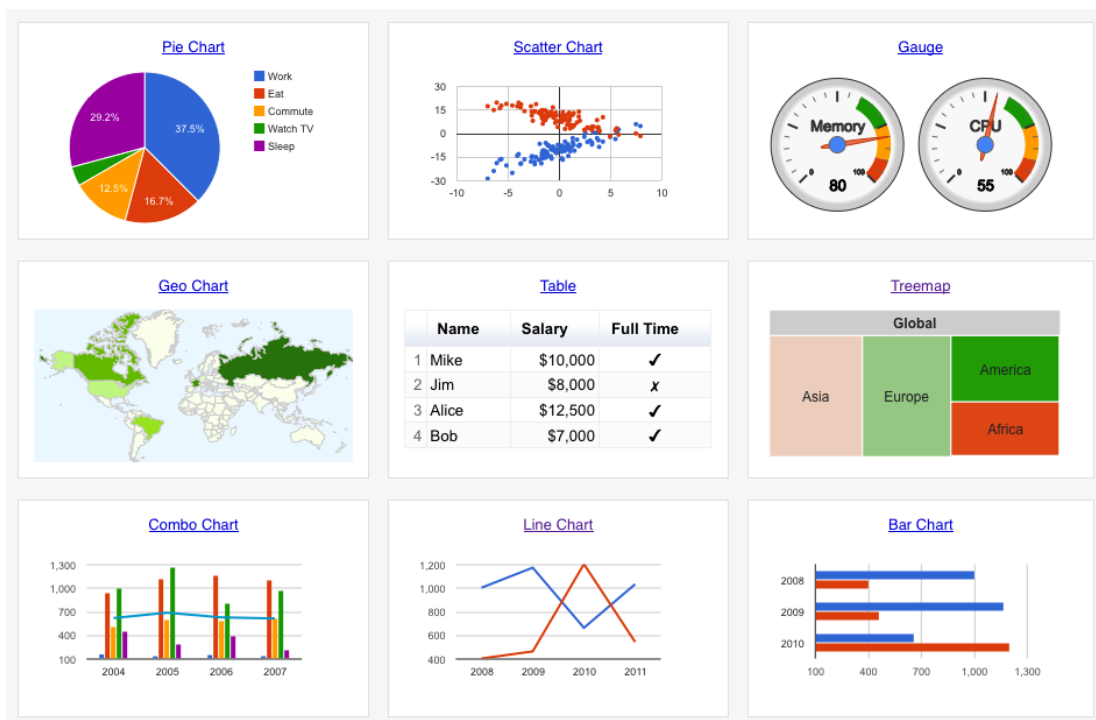 Pie Chart
Work
Eat
Commute
Watch TV
Sleep
29.2%
37.5%
12.5%
16.7%
Scatter Chart
30
15
0
-15
-30
-10 -5 0 5 10
Gauge
Memory
0 100
80
CPU
0 100
55
Geo Chart
Table
Name Salary Full Time
1 Mike $10,000 ✔
2 Jim $8,000 ✗
3 Alice $12,500 ✔
4 Bob $7,000 ✔
Treemap
Global
Asia
Europe
America
Africa
Combo Chart
1,300
1,000
700
400
100
2004 2005 2006 2007
Line Chart
1,200
1,000
800
600
400
2008 2009 2010 2011
Bar Chart
2008
2009
2010
100 400 700 1,000 1,300